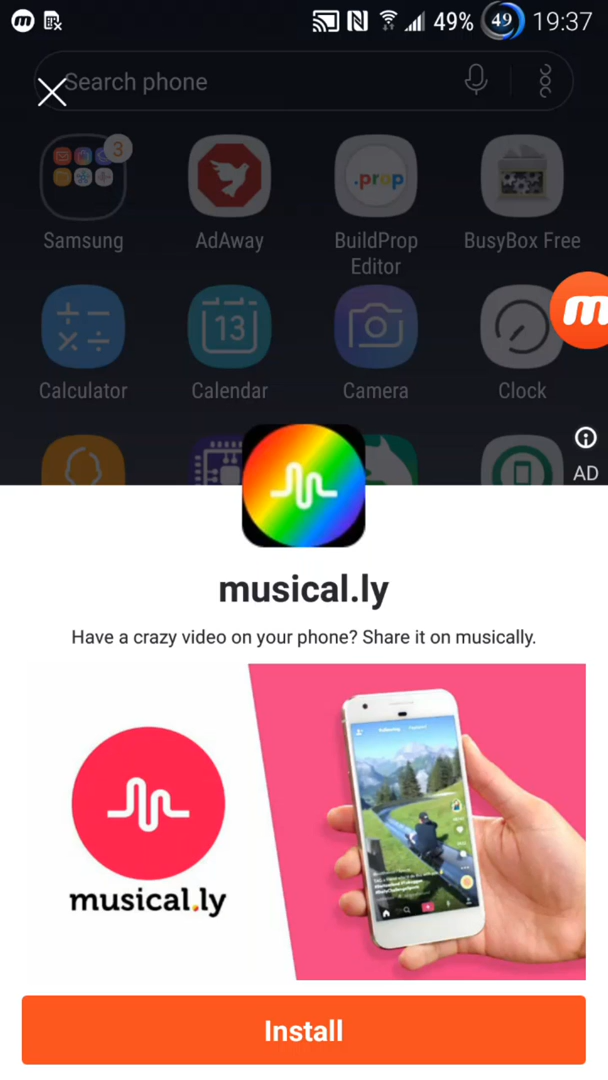 49% 49 19:37
Search phone
3
Samsung
AdAway
.prop
BuildProp
Editor
BusyBox Free
13
Calculator
Calendar
Camera
Clock
m
AD
musical.ly
Have a crazy video on your phone? Share it on musically.
Following
musical.ly
Install